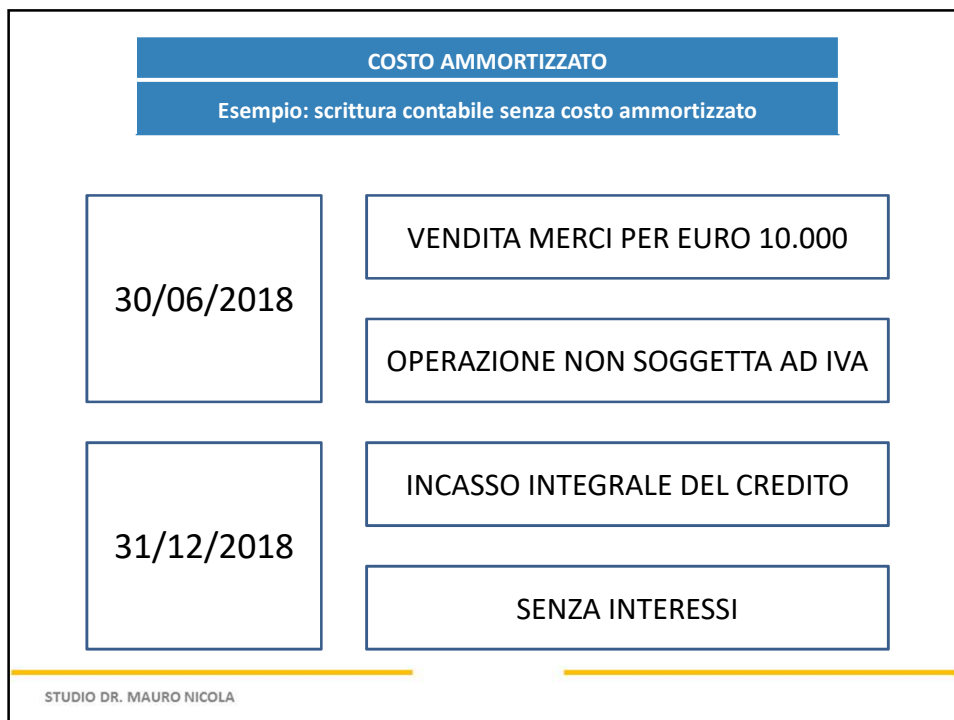 COSTO AMMORTIZZATO
Esempio: scrittura contabile senza costo ammortizzato
30/06/2018
VENDITA MERCI PER EURO 10.000
OPERAZIONE NON SOGGETTA AD IVA
31/12/2018
INCASSO INTEGRALE DEL CREDITO
SENZA INTERESSI
STUDIO DR. MAURO NICOLA